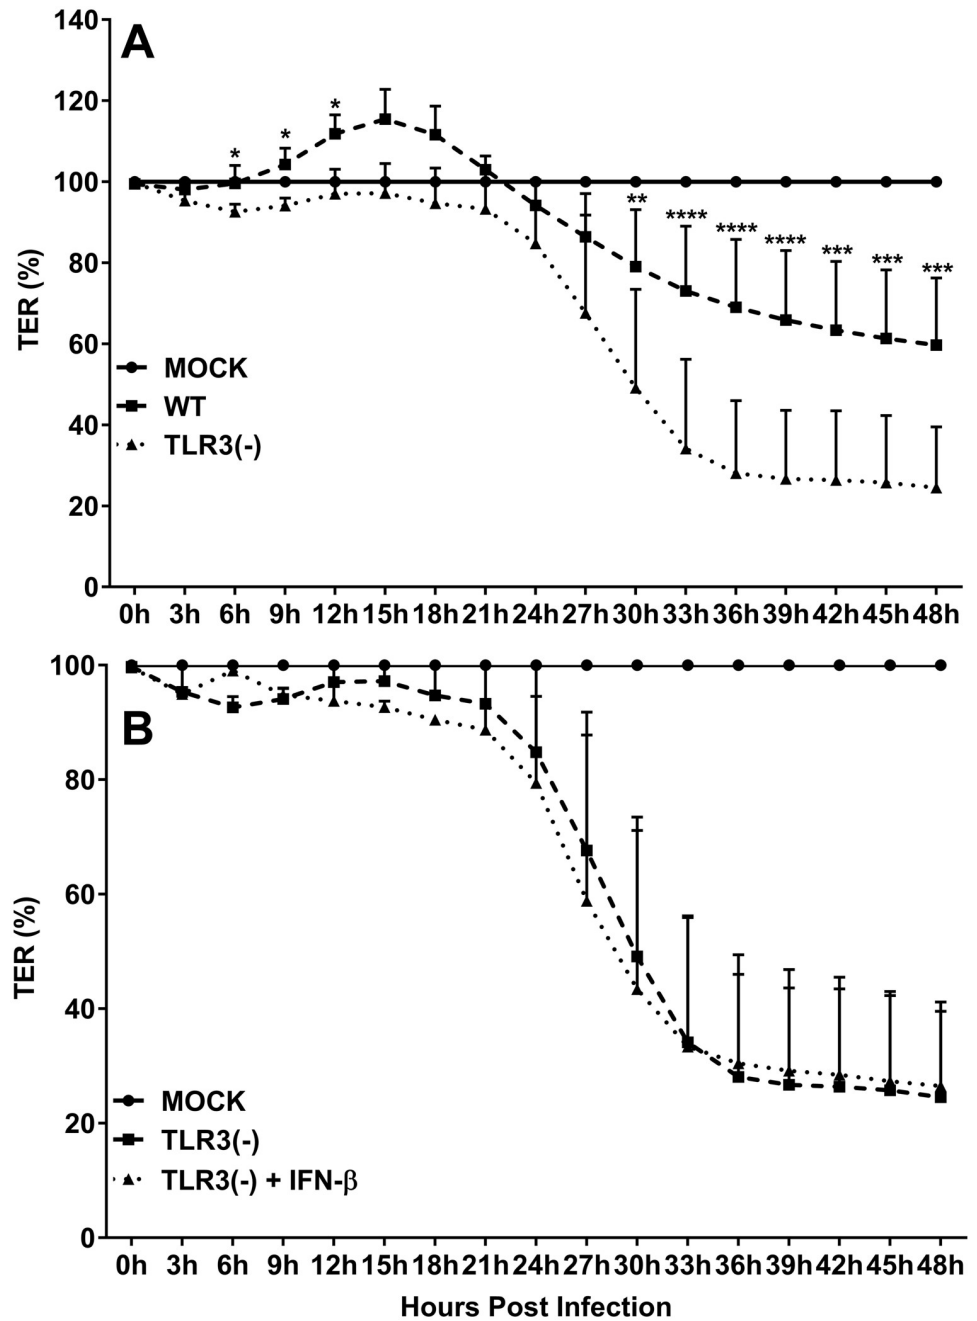 A
140
120
100
80
60
40
20
0
TER (%)
* * * ** **** **** **** *** *** ***
MOCK
WT
TLR3(-)
0h 3h 6h 9h 12h 15h 18h 21h 24h 27h 30h 33h 36h 39h 42h 45h 48h
B
100
80
60
40
20
0
TER (%)
MOCK
TLR3(-)
TLR3(-) + IFN-β
0h 3h 6h 9h 12h 15h 18h 21h 24h 27h 30h 33h 36h 39h 42h 45h 48h
Hours Post Infection